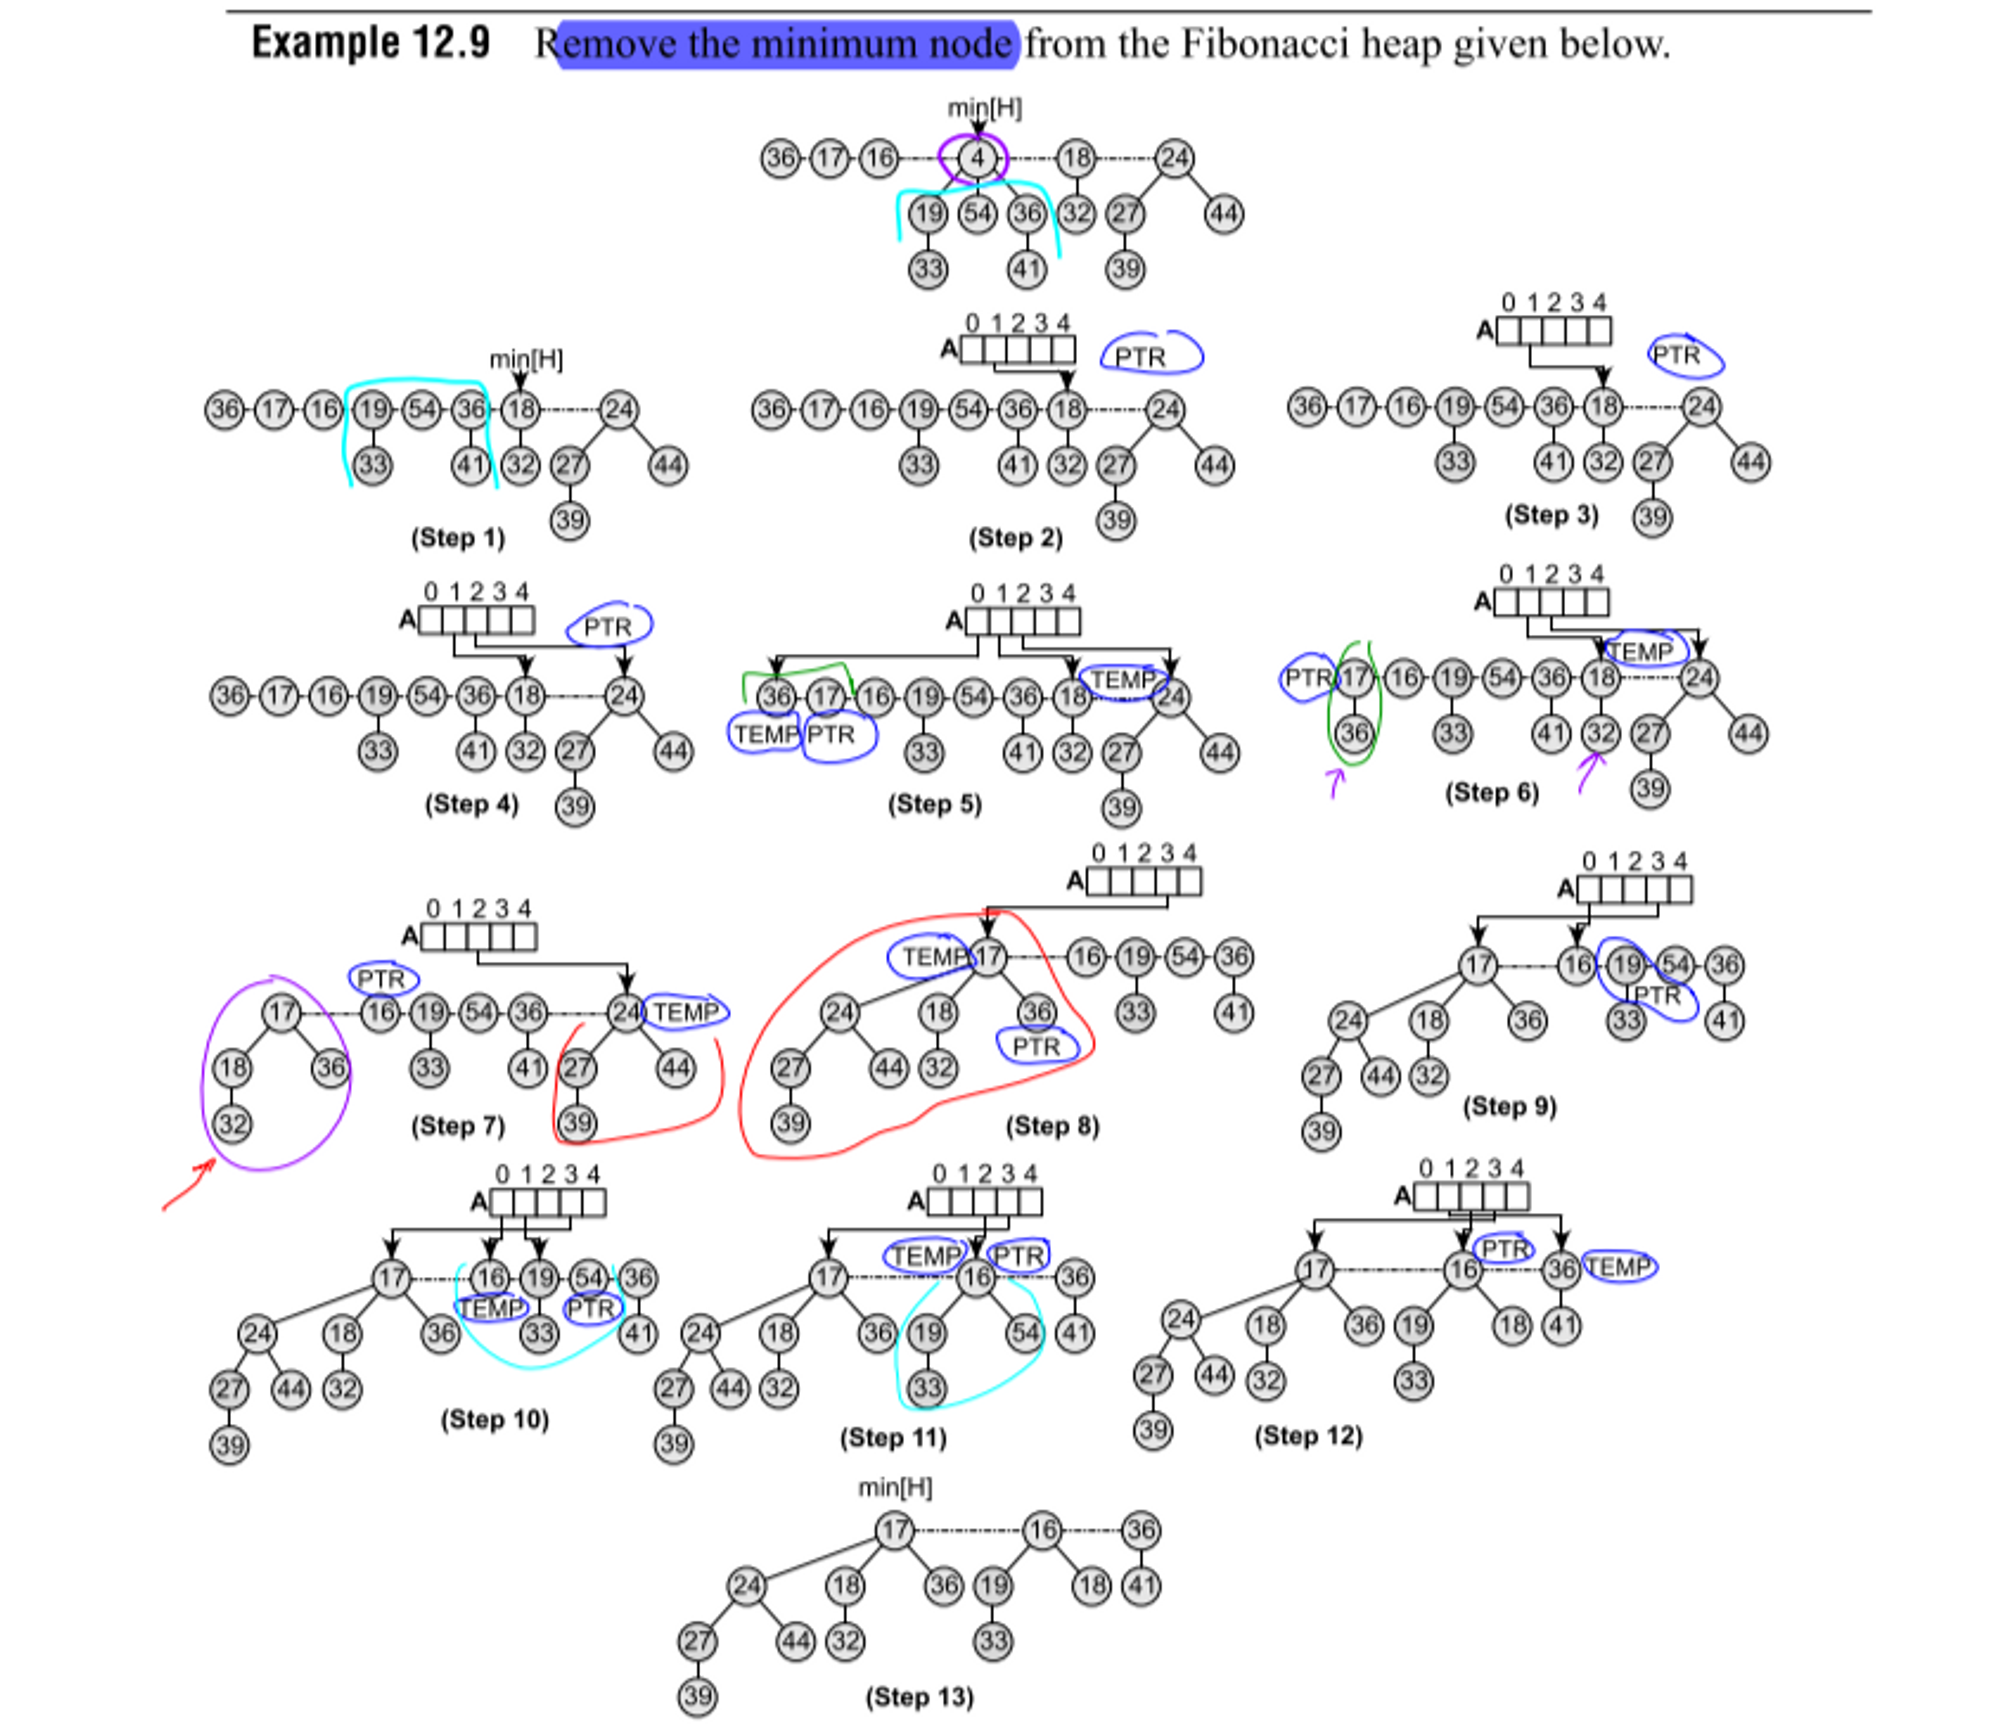 Example 12.9 Remove the minimum node from the Fibonacci heap given below.
min[H]
36 17 16 4 18 24
19 54 36 32 27 44
33 41 39
min[H]
36 17 16 19 54 36 18 24
33 41 32 27 44
39
(Step 1)
0 1 2 3 4
A PTR
36 17 16 19 54 36 18 24
33 41 32 27 44
39
(Step 2)
0 1 2 3 4
A PTR
36 17 16 19 54 36 18 24
33 41 32 27 44
39
(Step 3)
0 1 2 3 4
A PTR
36 17 16 19 54 36 18 24
33 41 32 27 44
39
(Step 4)
0 1 2 3 4
A
TEMP
36 17 16 19 54 36 18 24
TEMP PTR
33 41 32 27 44
39
(Step 5)
0 1 2 3 4
A
TEMP
PTR 17 16 19 54 36 18 24
36 33 41 32 27 44
39
(Step 6)
0 1 2 3 4
A
PTR
17 16 19 54 36 24 TEMP
18 36 33 41 27 44
32 39
(Step 7)
0 1 2 3 4
A
TEMP 17 16 19 54 36
24 18 36 33 41
PTR
27 44 32
39
(Step 8)
0 1 2 3 4
A
17 16 19 54 36
PTR
24 18 36 33 41
27 44 32
39
(Step 9)
0 1 2 3 4
A
17 16 19 54 36
TEMP PTR
24 18 36 33 41
27 44 32
39
(Step 10)
0 1 2 3 4
A
TEMP PTR
17 16 36
24 18 36 19 54 41
27 44 32 33
39
(Step 11)
0 1 2 3 4
A
PTR
17 16 36 TEMP
24 18 36 19 18 41
27 44 32 33
39
(Step 12)
min[H]
17 16 36
24 18 36 19 18 41
27 44 32 33
39
(Step 13)